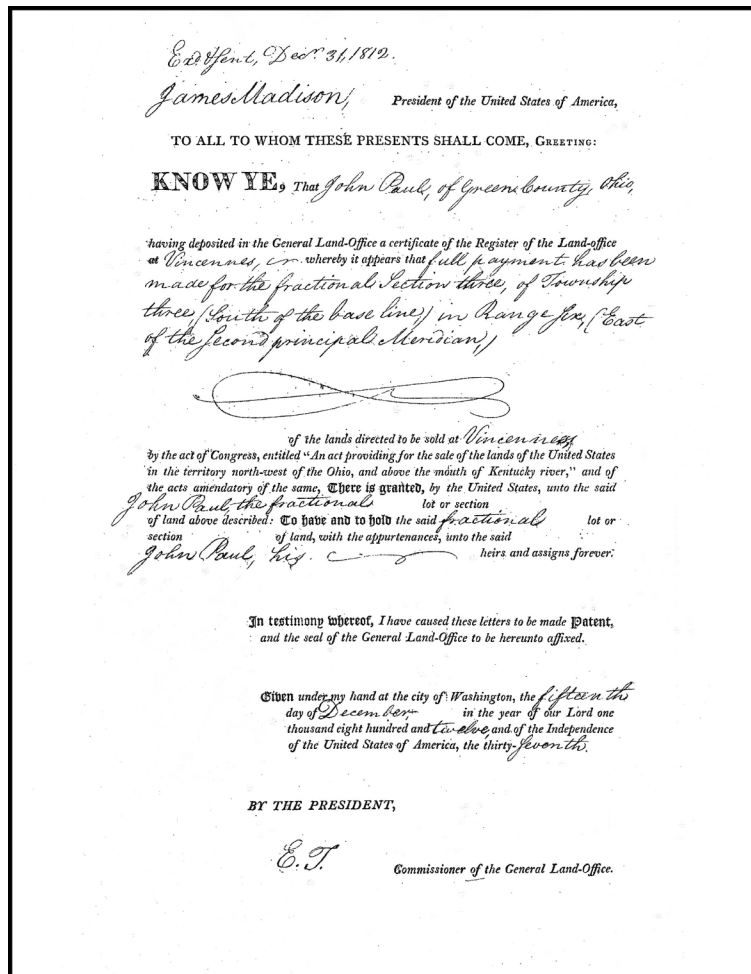 Exd & Sent, Decr. 31, 1812.
James Madison, President of the United States of America,
TO ALL TO WHOM THESE PRESENTS SHALL COME, GREETING:
KNOW YE, That John Paul, of Green County, Ohio,
having deposited in the General Land-Office a certificate of the Register of the Land-office
at Vincennes, whereby it appears that full payment has been
made for the fractional Section three, of Township
three, (South of the base line) in Range six, (East
of the Second principal Meridian,)
of the lands directed to be sold at Vincennes,
by the act of Congress, entitled “An act providing for the sale of the lands of the United States
in the territory north-west of the Ohio, and above the mouth of Kentucky river,” and of
the acts amendatory of the same, There is granted, by the United States, unto the said
John Paul, the fractional lot or section
of land above described: To have and to hold the said fractional lot or
section of land, with the appurtenances, unto the said
John Paul, his heirs and assigns forever.
In testimony whereof, I have caused these letters to be made Patent,
and the seal of the General Land-Office to be hereunto affixed.
Given under my hand at the city of Washington, the fifteenth
day of December, in the year of our Lord one
thousand eight hundred and twelve, and of the Independence
of the United States of America, the thirty-seventh.
BY THE PRESIDENT,
E. T. Commissioner of the General Land-Office.